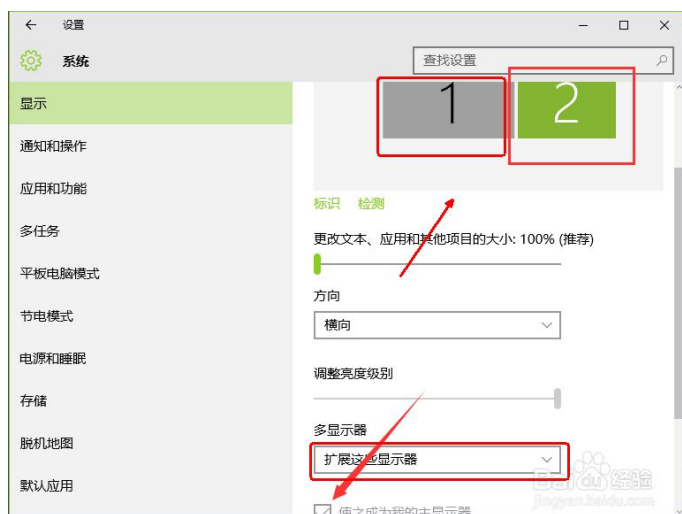 设置
系统
查找设置
显示
通知和操作
应用和功能
多任务
平板电脑模式
节电模式
电源和睡眠
存储
脱机地图
默认应用
1 2
标识 检测
更改文本、应用和其他项目的大小: 100% (推荐)
方向
横向
调整亮度级别
多显示器
扩展这些显示器
使之成为我的主显示器
Baidu 经验
jingyan.baidu.com